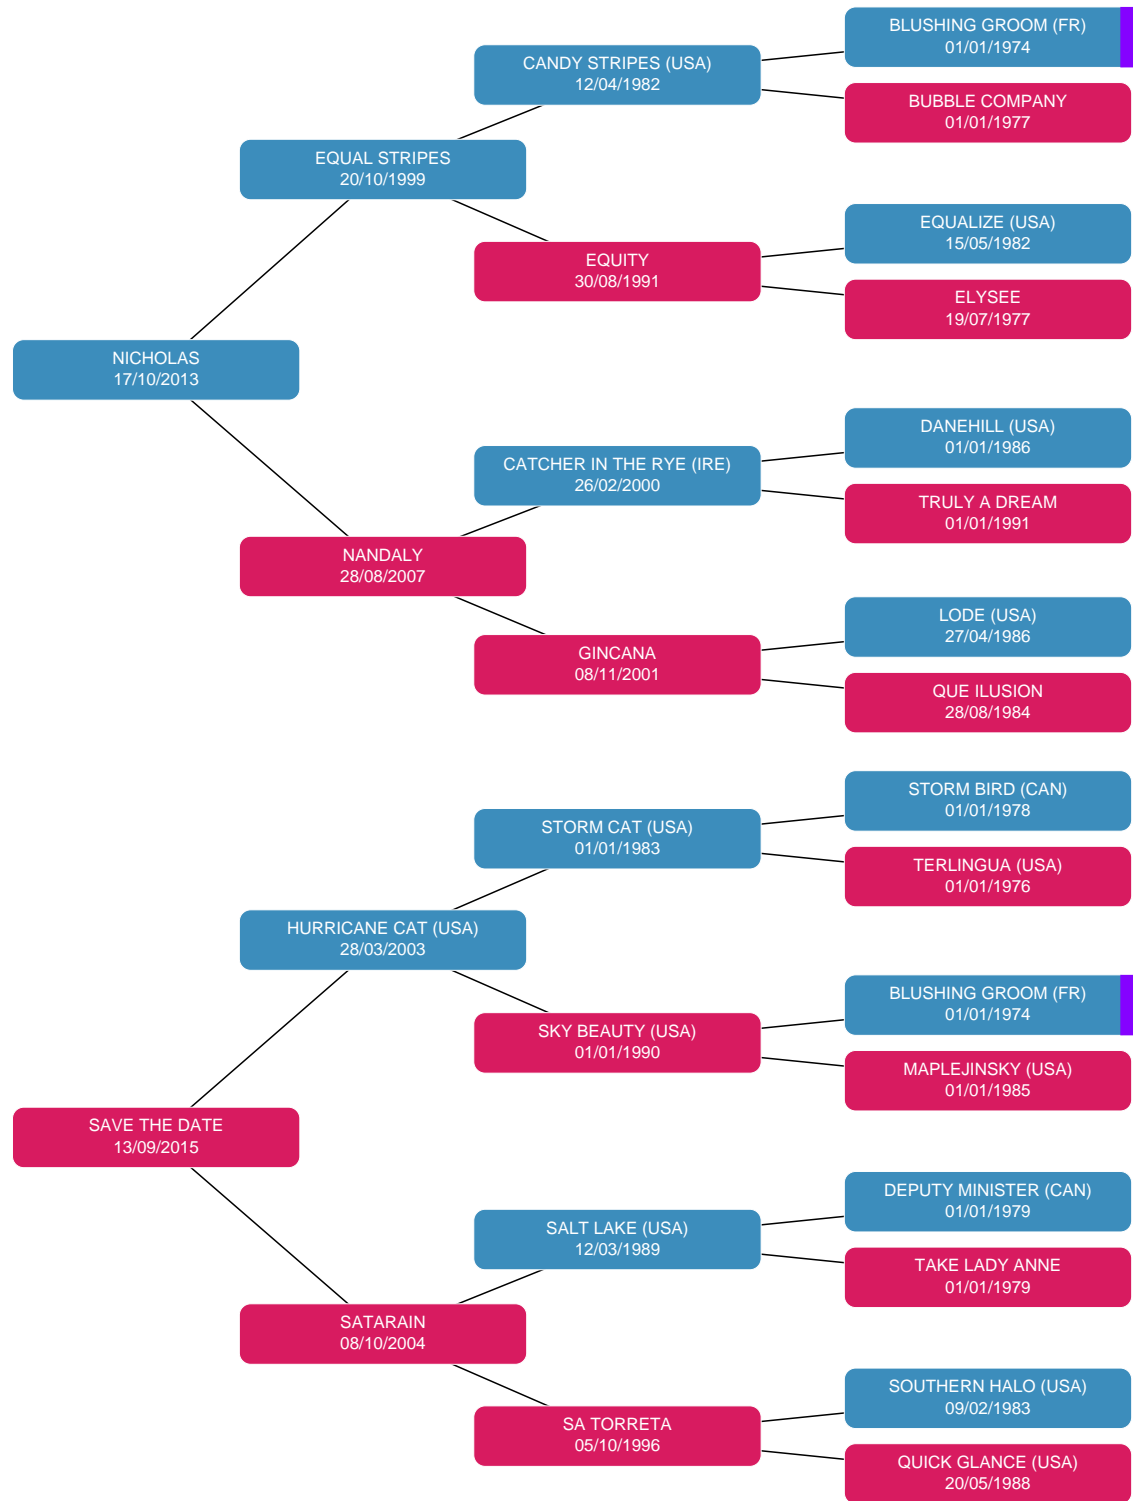 BLUSHING GROOM (FR)
01/01/1974
CANDY STRIPES (USA)
12/04/1982
BUBBLE COMPANY
01/01/1977
EQUAL STRIPES
20/10/1999
EQUALIZE (USA)
15/05/1982
EQUITY
30/08/1991
ELYSEE
19/07/1977
NICHOLAS
17/10/2013
DANEHILL (USA)
01/01/1986
CATCHER IN THE RYE (IRE)
26/02/2000
TRULY A DREAM
01/01/1991
NANDALY
28/08/2007
LODE (USA)
27/04/1986
GINCANA
08/11/2001
QUE ILUSION
28/08/1984
STORM BIRD (CAN)
01/01/1978
STORM CAT (USA)
01/01/1983
TERLINGUA (USA)
01/01/1976
HURRICANE CAT (USA)
28/03/2003
BLUSHING GROOM (FR)
01/01/1974
SKY BEAUTY (USA)
01/01/1990
MAPLEJINSKY (USA)
01/01/1985
SAVE THE DATE
13/09/2015
DEPUTY MINISTER (CAN)
01/01/1979
SALT LAKE (USA)
12/03/1989
TAKE LADY ANNE
01/01/1979
SATARAIN
08/10/2004
SOUTHERN HALO (USA)
09/02/1983
SA TORRETA
05/10/1996
QUICK GLANCE (USA)
20/05/1988